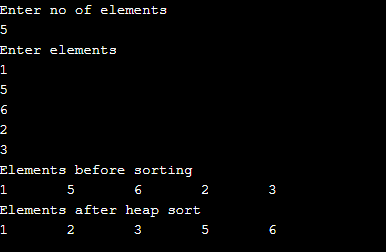 Enter no of elements
5
Enter elements
1
5
6
2
3
Elements before sorting
1 5 6 2 3
Elements after heap sort
1 2 3 5 6